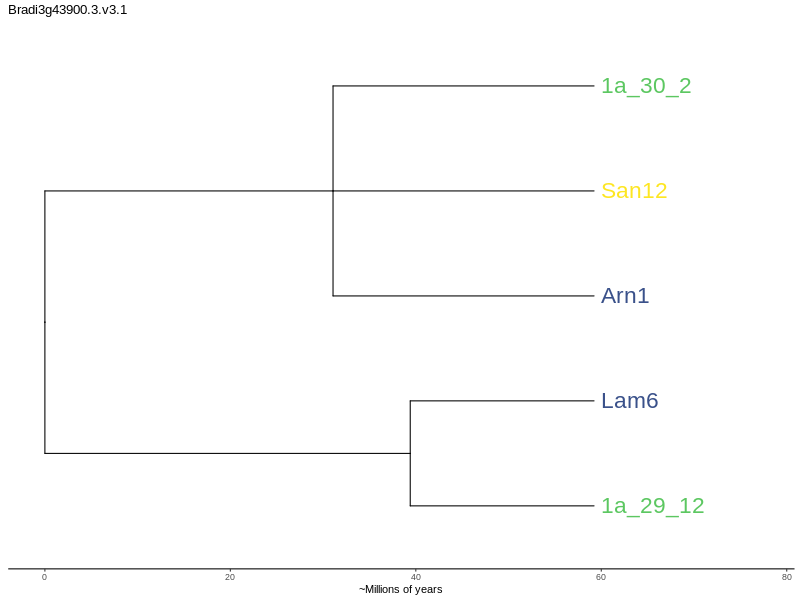 Bradi3g43900.3.v3.1
1a_30_2
San12
Arn1
Lam6
1a_29_12
0 20 40 60 80
~Millions of years